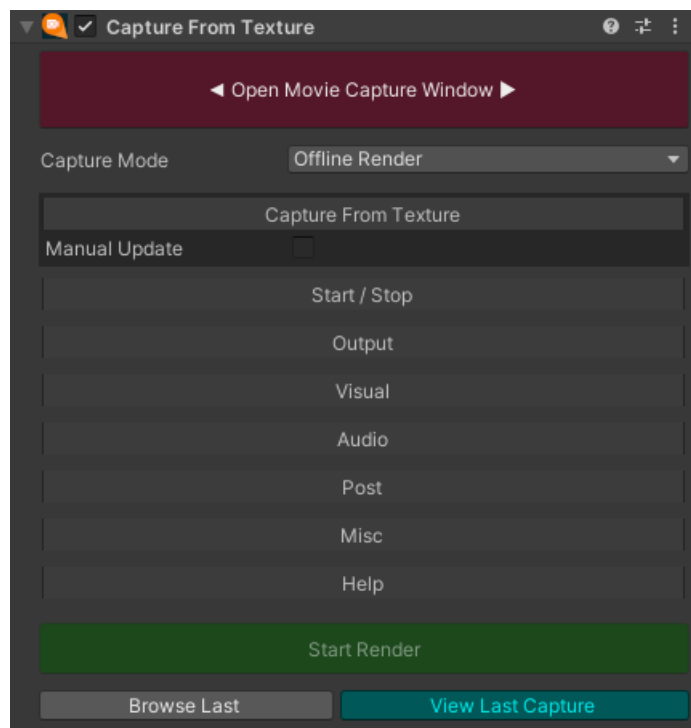 Capture From Texture
◄ Open Movie Capture Window ►
Capture Mode Offline Render
Capture From Texture
Manual Update
Start / Stop
Output
Visual
Audio
Post
Misc
Help
Start Render
Browse Last View Last Capture